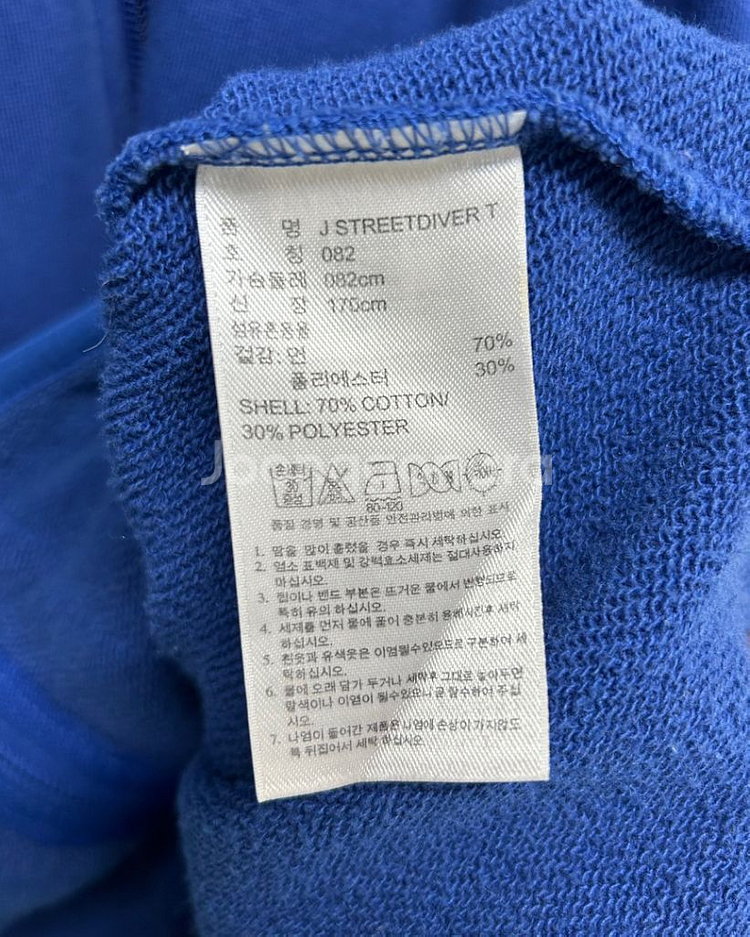 품 명 J STREETDIVER T
호 칭 082
가슴둘레 082cm
신 장 170cm
섬유혼용율
겉감: 면 70%
폴리에스터 30%
SHELL: 70% COTTON/
30% POLYESTER
손세탁
30
중성
80-120
품질 경영 및 공산품 안전관리법에 의한 표시
1. 땀을 많이 흘렸을 경우 즉시 세탁하십시오.
2. 염소 표백제 및 강력효소세제는 절대사용하지
마십시오.
3. 립이나 밴드 부분은 뜨거운 물에서 변형되므로
특히 유의 하십시오.
4. 세제를 먼저 물에 풀어 충분히 용해시킨후 세탁
하십시오.
5. 흰옷과 유색옷은 이염될수있으므로 구분하여 세
탁하십시오.
6. 물에 오래 담가 두거나 세탁후 그대로 놓아두면
탈색이나 이염이 될수있으니 곧 탈수하여 주십
시오.
7. 나염이 들어간 제품은 나염에 손상이 가지않도
록 뒤집어서 세탁 하십시오.